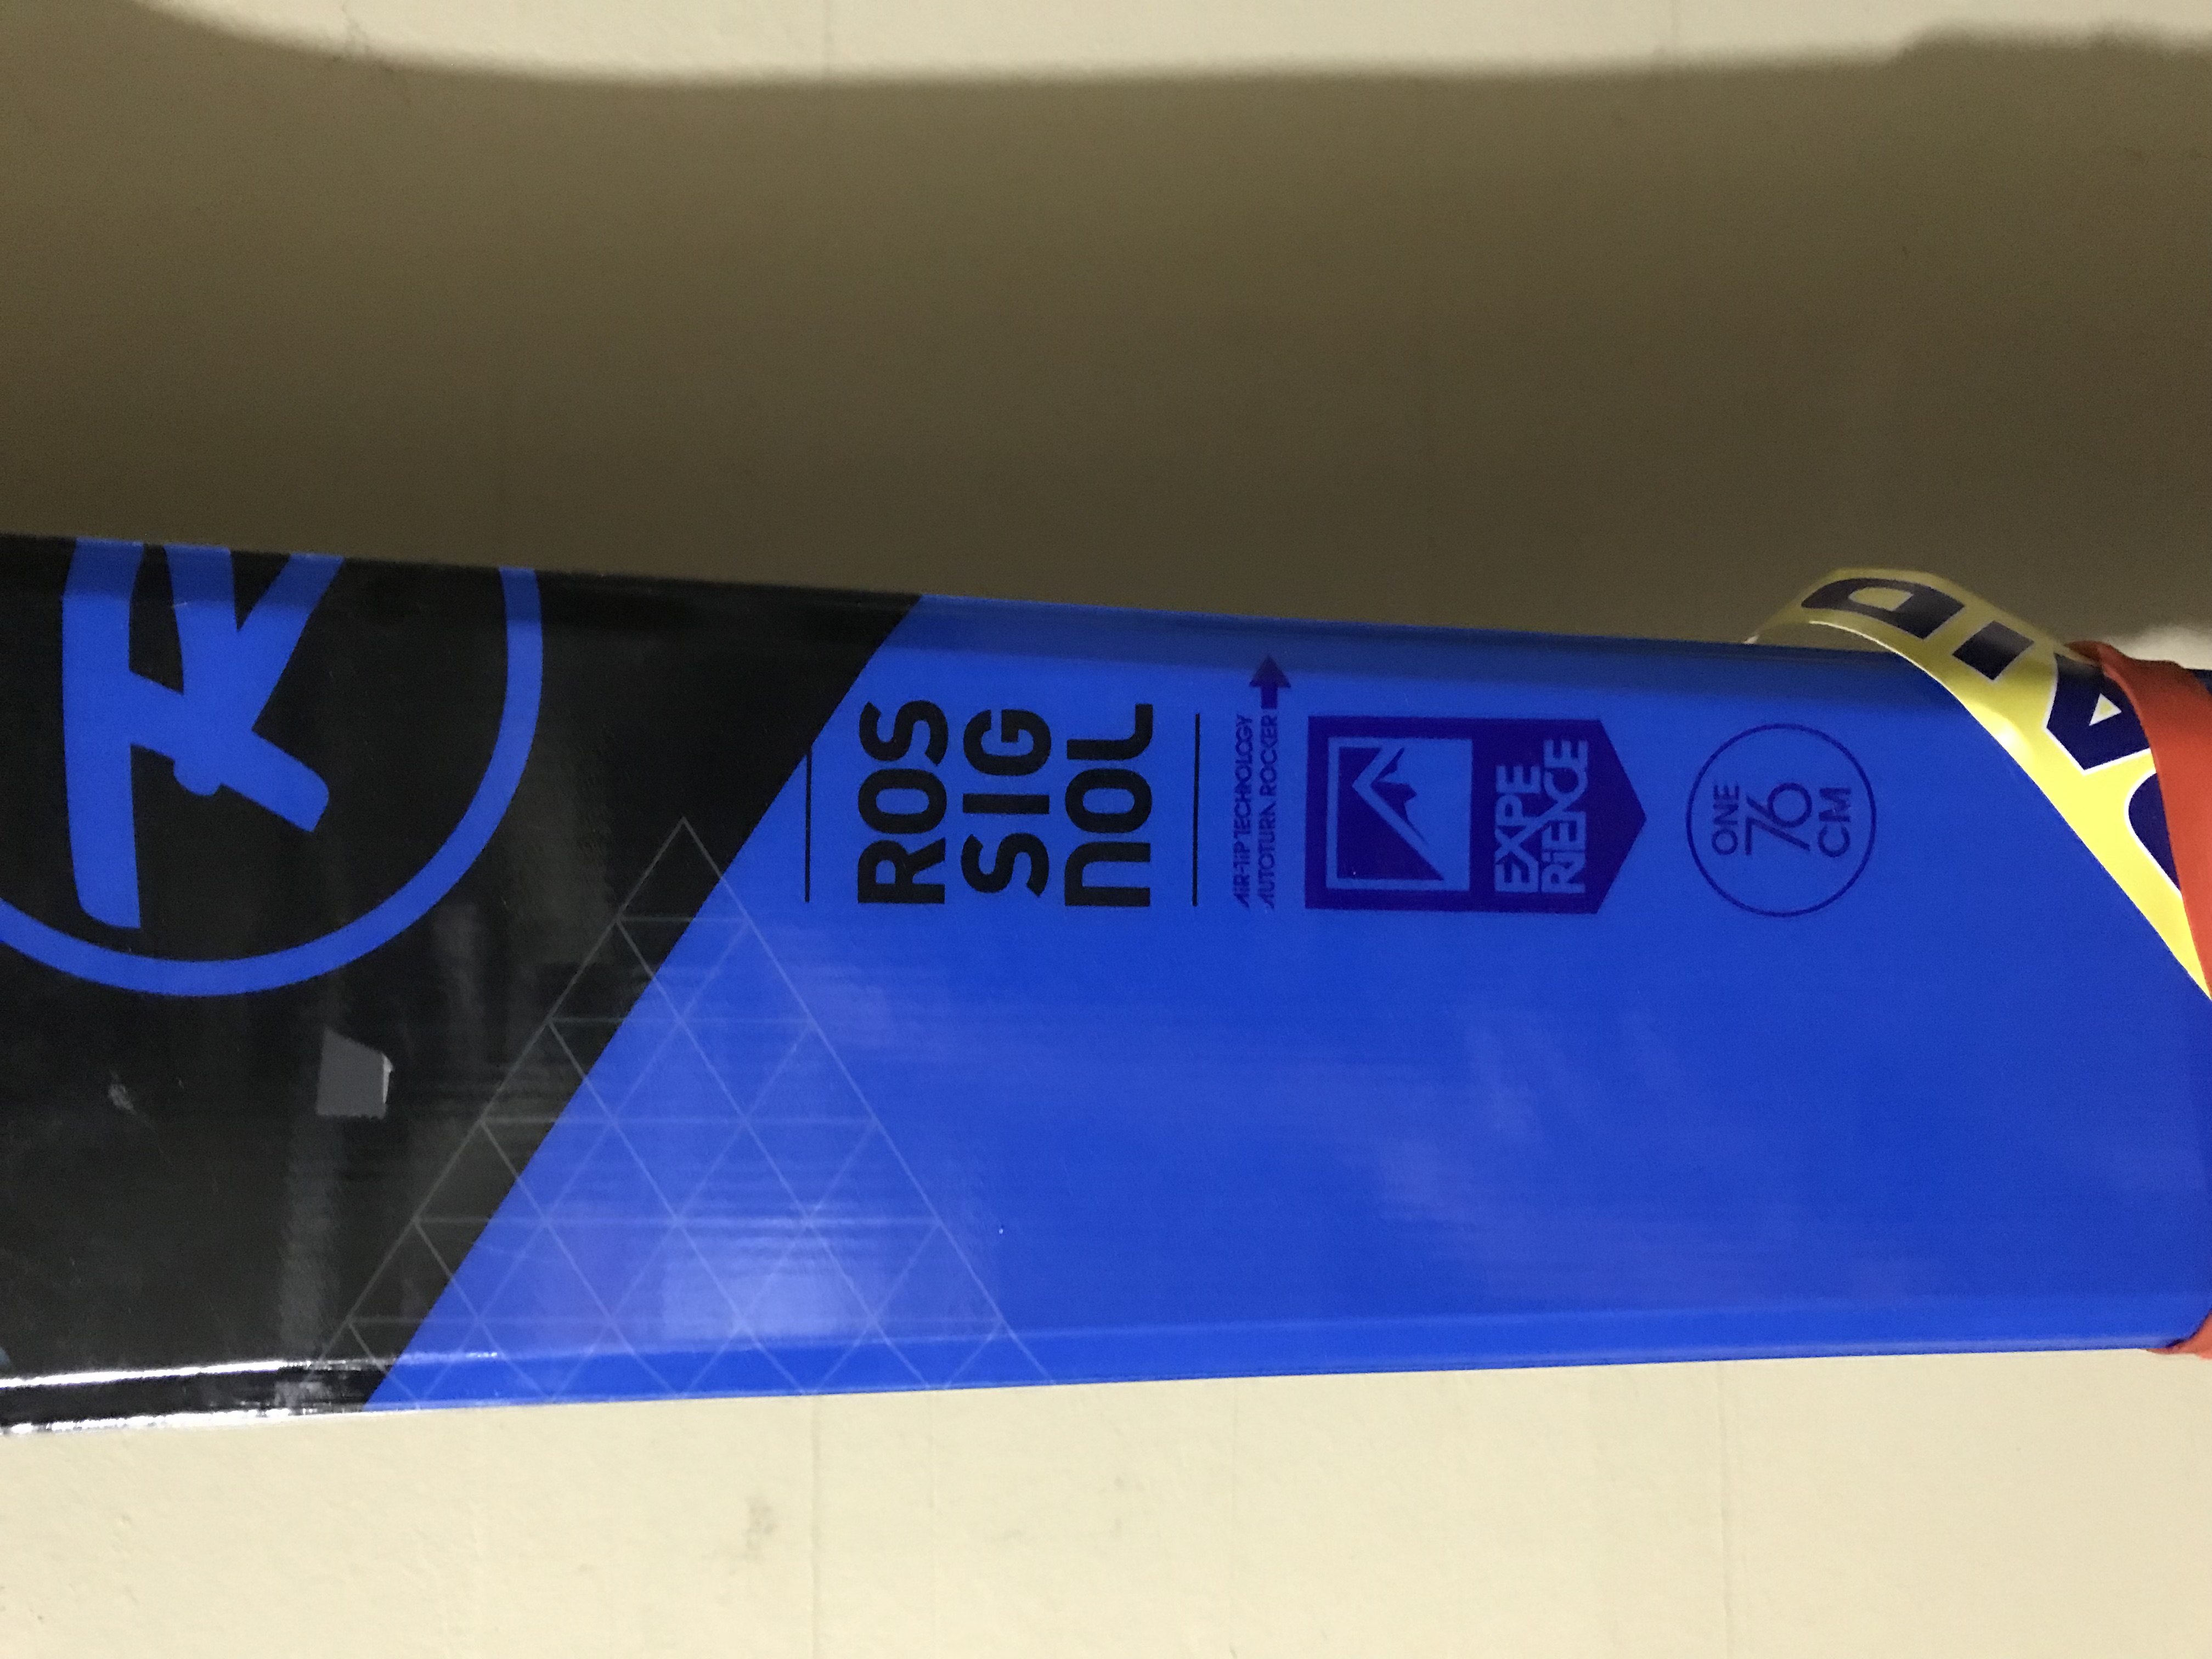 ROS
SIG
NOL
AIR-TIP TECHNOLOGY
AUTOTURN ROCKER
EXPE
RIENCE
ONE
76
CM